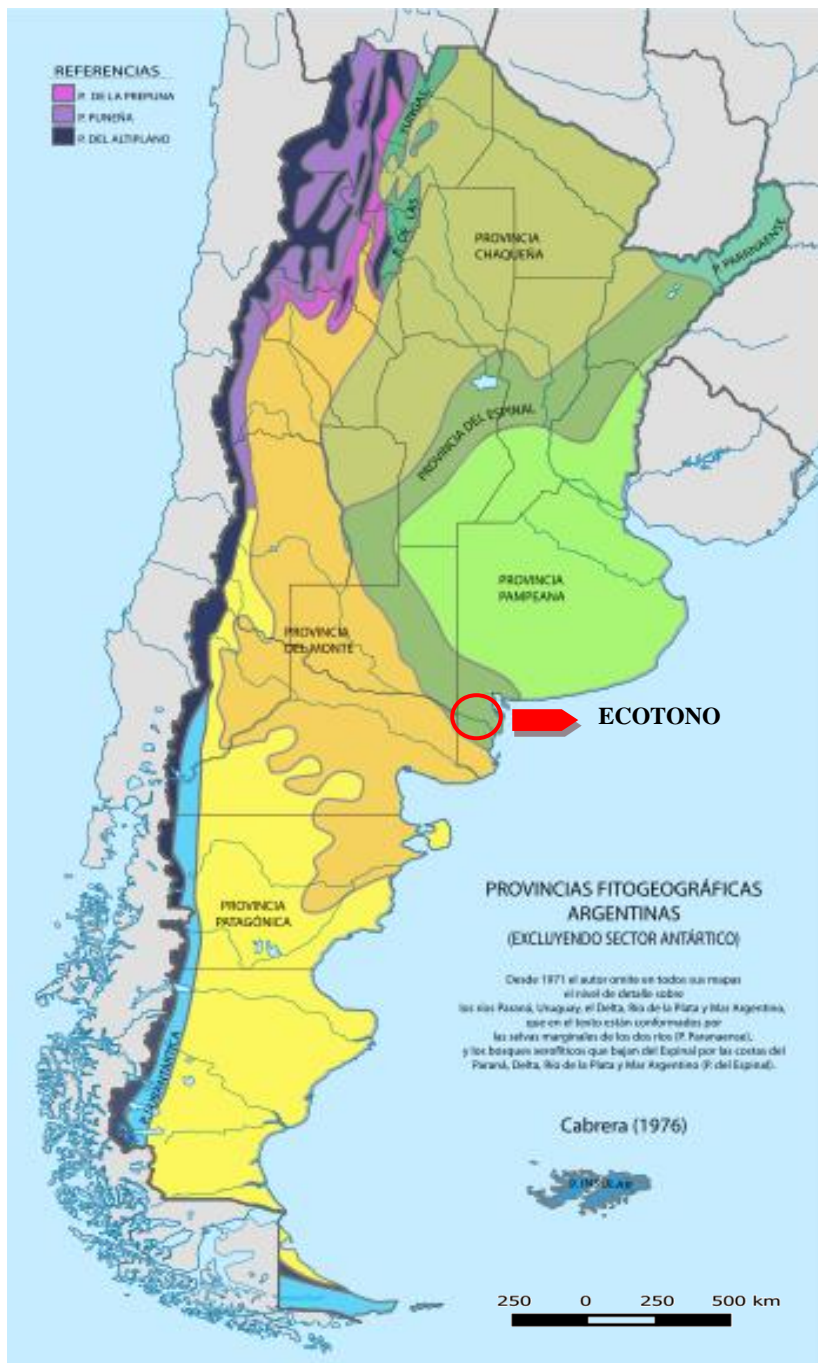 REFERENCIAS
P. DE LA PREPUNA
P. PUNEÑA
P. DEL ALTIPLANO
P. DE LAS YUNGAS
PROVINCIA
CHAQUEÑA
P. PARANAENSE
PROVINCIA DEL ESPINAL
PROVINCIA
PAMPEANA
PROVINCIA
DEL MONTE
ECOTONO
PROVINCIA
PATAGÓNICA
P. SUBANTÁRTICA
PROVINCIAS FITOGEOGRÁFICAS
ARGENTINAS
(EXCLUYENDO SECTOR ANTÁRTICO)
Desde 1971 el autor omite en todos sus mapas
el nivel de detalle sobre
los ríos Paraná, Uruguay, el Delta, Río de la Plata y Mar Argentino,
que en el texto están conformados por
las selvas marginales de los dos ríos (P. Paranaense),
y los bosques xerofíticos que bajan del Espinal por las costas del
Paraná, Delta, Río de la Plata y Mar Argentino (P. del Espinal).
Cabrera (1976)
P. INSULAR
250 0 250 500 km